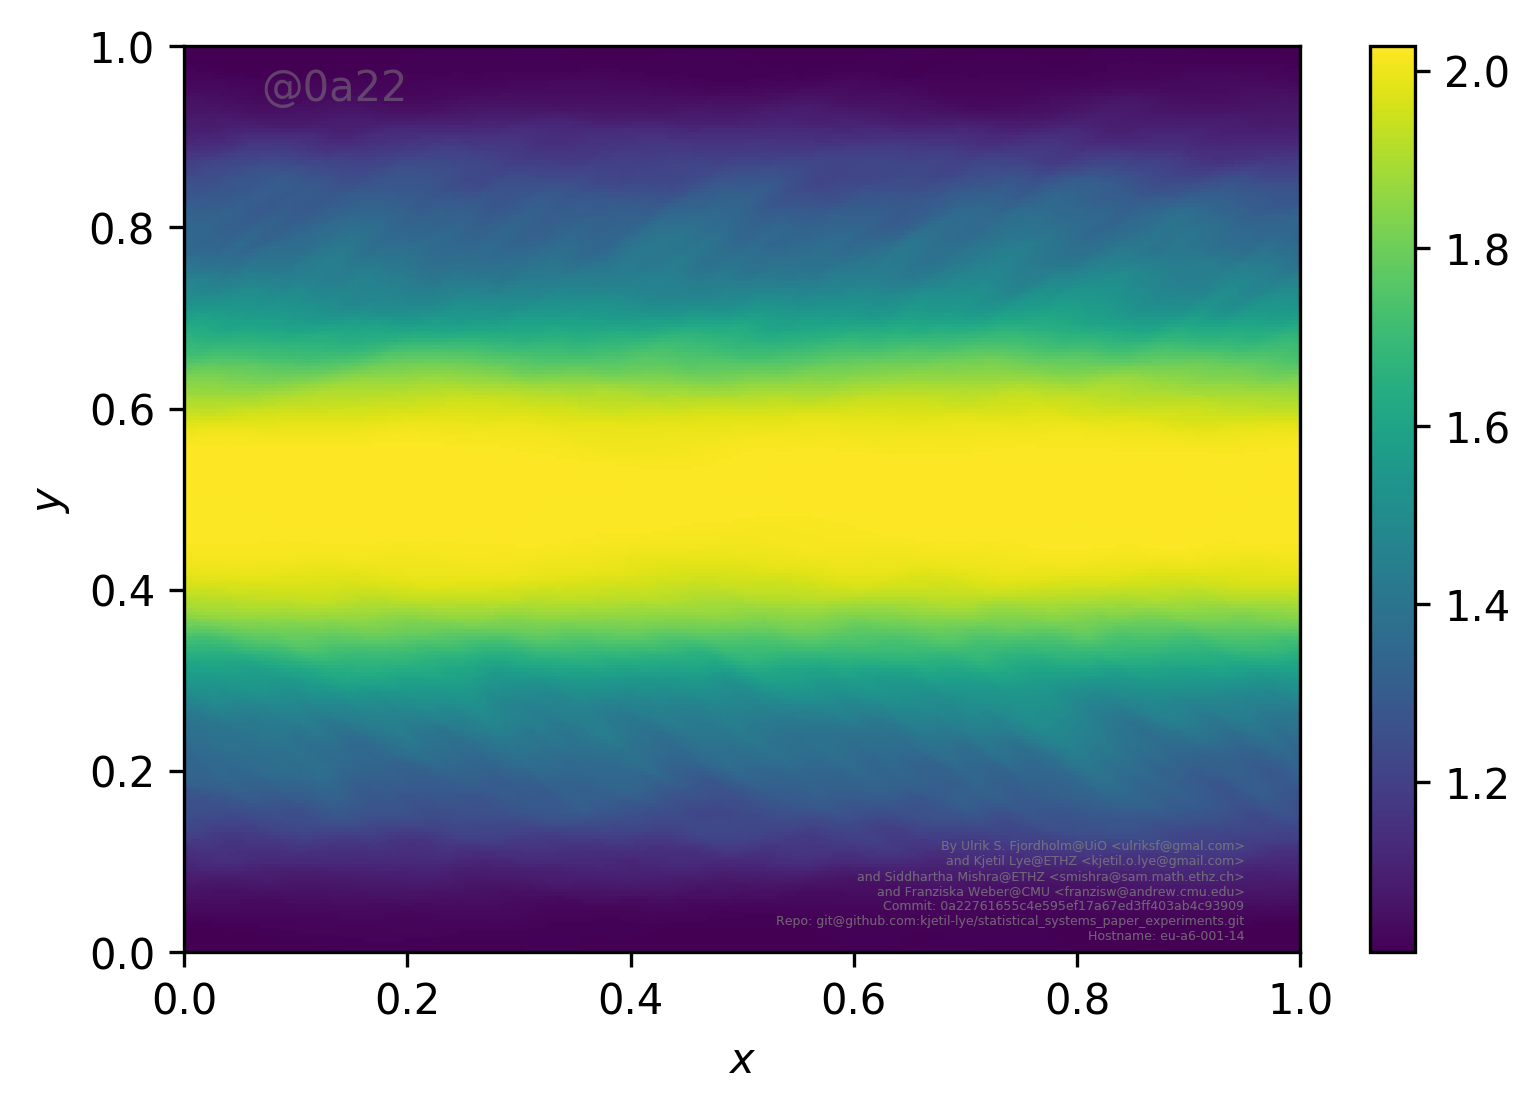 @0a22
1.0
0.8
0.6
0.4
0.2
0.0
y
0.0 0.2 0.4 0.6 0.8 1.0
x
2.0
1.8
1.6
1.4
1.2
By Ulrik S. Fjordholm@UiO <ulriksf@gmal.com>
and Kjetil Lye@ETHZ <kjetil.o.lye@gmail.com>
and Siddhartha Mishra@ETHZ <smishra@sam.math.ethz.ch>
and Franziska Weber@CMU <franzisw@andrew.cmu.edu>
Commit: 0a22761655c4e595ef17a67ed3ff403ab4c93909
Repo: git@github.com:kjetil-lye/statistical_systems_paper_experiments.git
Hostname: eu-a6-001-14